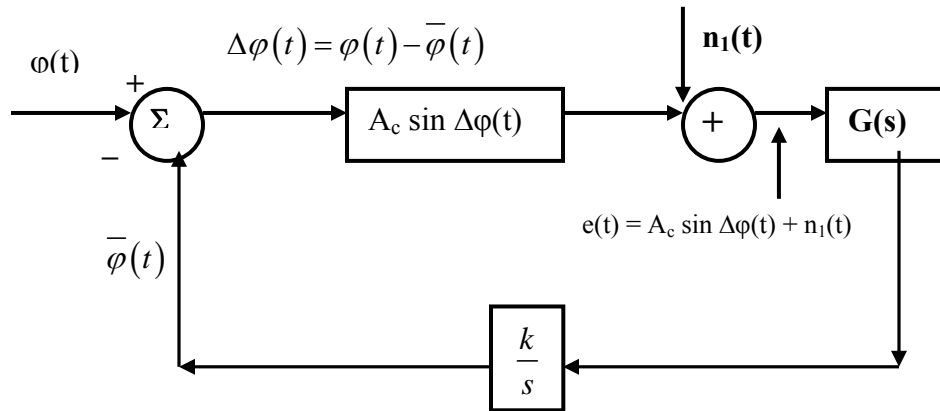 Δφ(t) = φ(t) − φ̅(t)
n₁(t)
φ(t)
+
Σ
−
A꜀ sin Δφ(t)
+
G(s)
e(t) = A꜀ sin Δφ(t) + n₁(t)
φ̅(t)
k
s